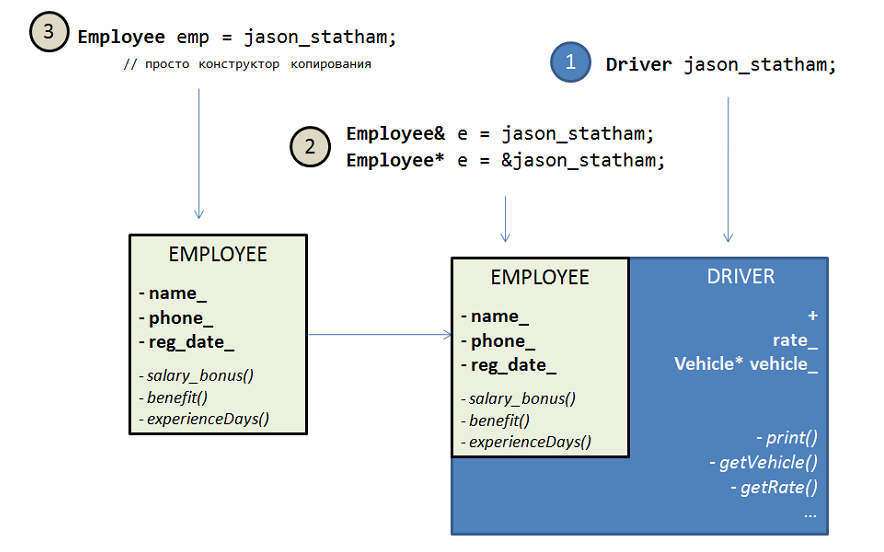 3
Employee emp = jason_statham;
// просто конструктор копирования
1
Driver jason_statham;
2
Employee& e = jason_statham;
Employee* e = &jason_statham;
EMPLOYEE
- name_
- phone_
- reg_date_
- salary_bonus()
- benefit()
- experienceDays()
EMPLOYEE
- name_
- phone_
- reg_date_
- salary_bonus()
- benefit()
- experienceDays()
DRIVER
+
rate_
Vehicle* vehicle_
- print()
- getVehicle()
- getRate()
...